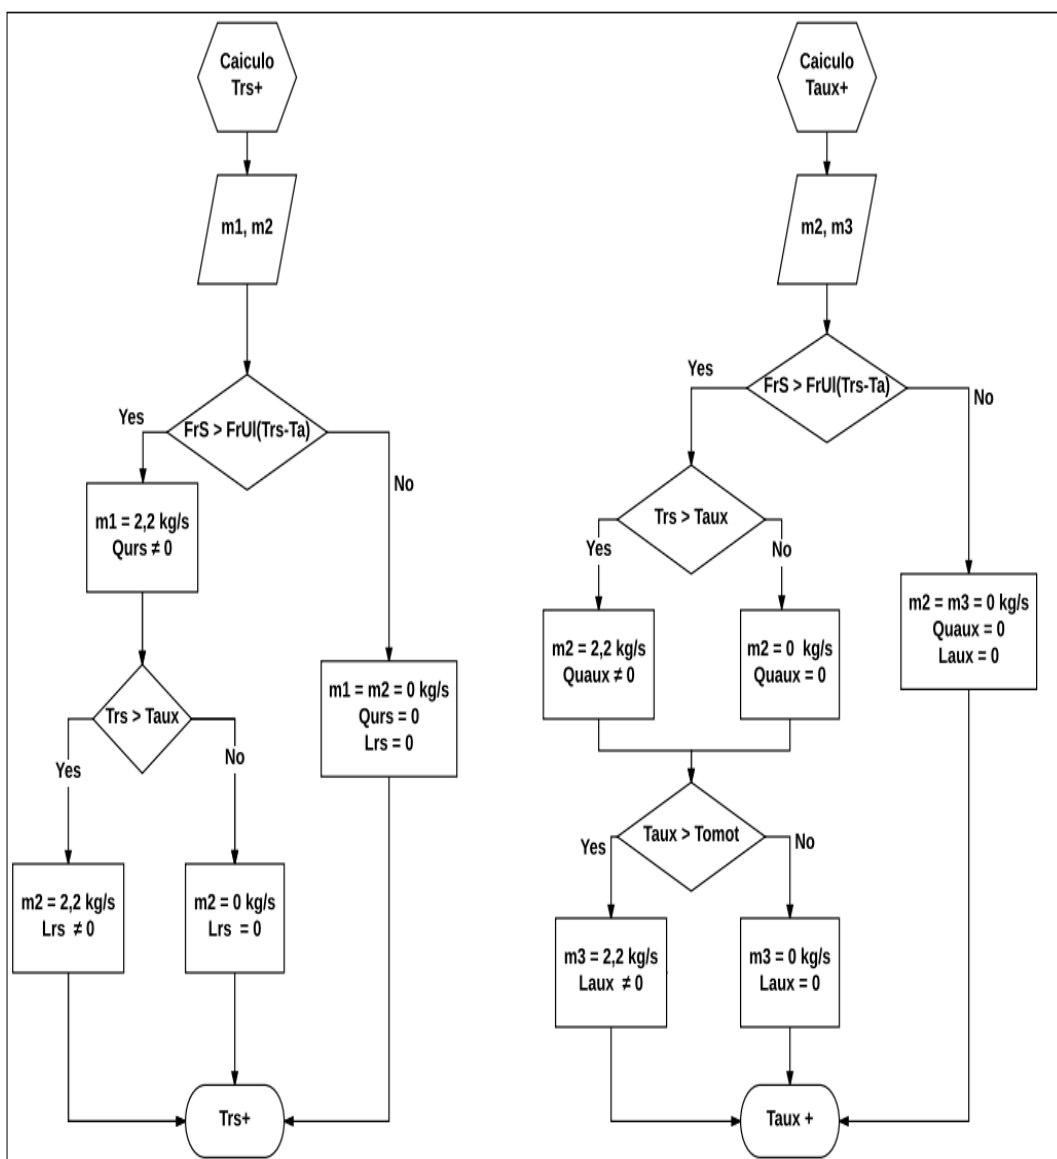 Caiculo
Trs+
m1, m2
FrS > FrUl(Trs-Ta)
Yes
No
m1 = 2,2 kg/s
Qurs ≠ 0
Trs > Taux
Yes
No
m1 = m2 = 0 kg/s
Qurs = 0
Lrs = 0
m2 = 2,2 kg/s
Lrs ≠ 0
m2 = 0 kg/s
Lrs = 0
Trs+
Caiculo
Taux+
m2, m3
FrS > FrUl(Trs-Ta)
Yes
No
Trs > Taux
Yes
No
m2 = 2,2 kg/s
Quaux ≠ 0
m2 = 0 kg/s
Quaux = 0
m2 = m3 = 0 kg/s
Quaux = 0
Laux = 0
Taux > Tomot
Yes
No
m3 = 2,2 kg/s
Laux ≠ 0
m3 = 0 kg/s
Laux = 0
Taux +